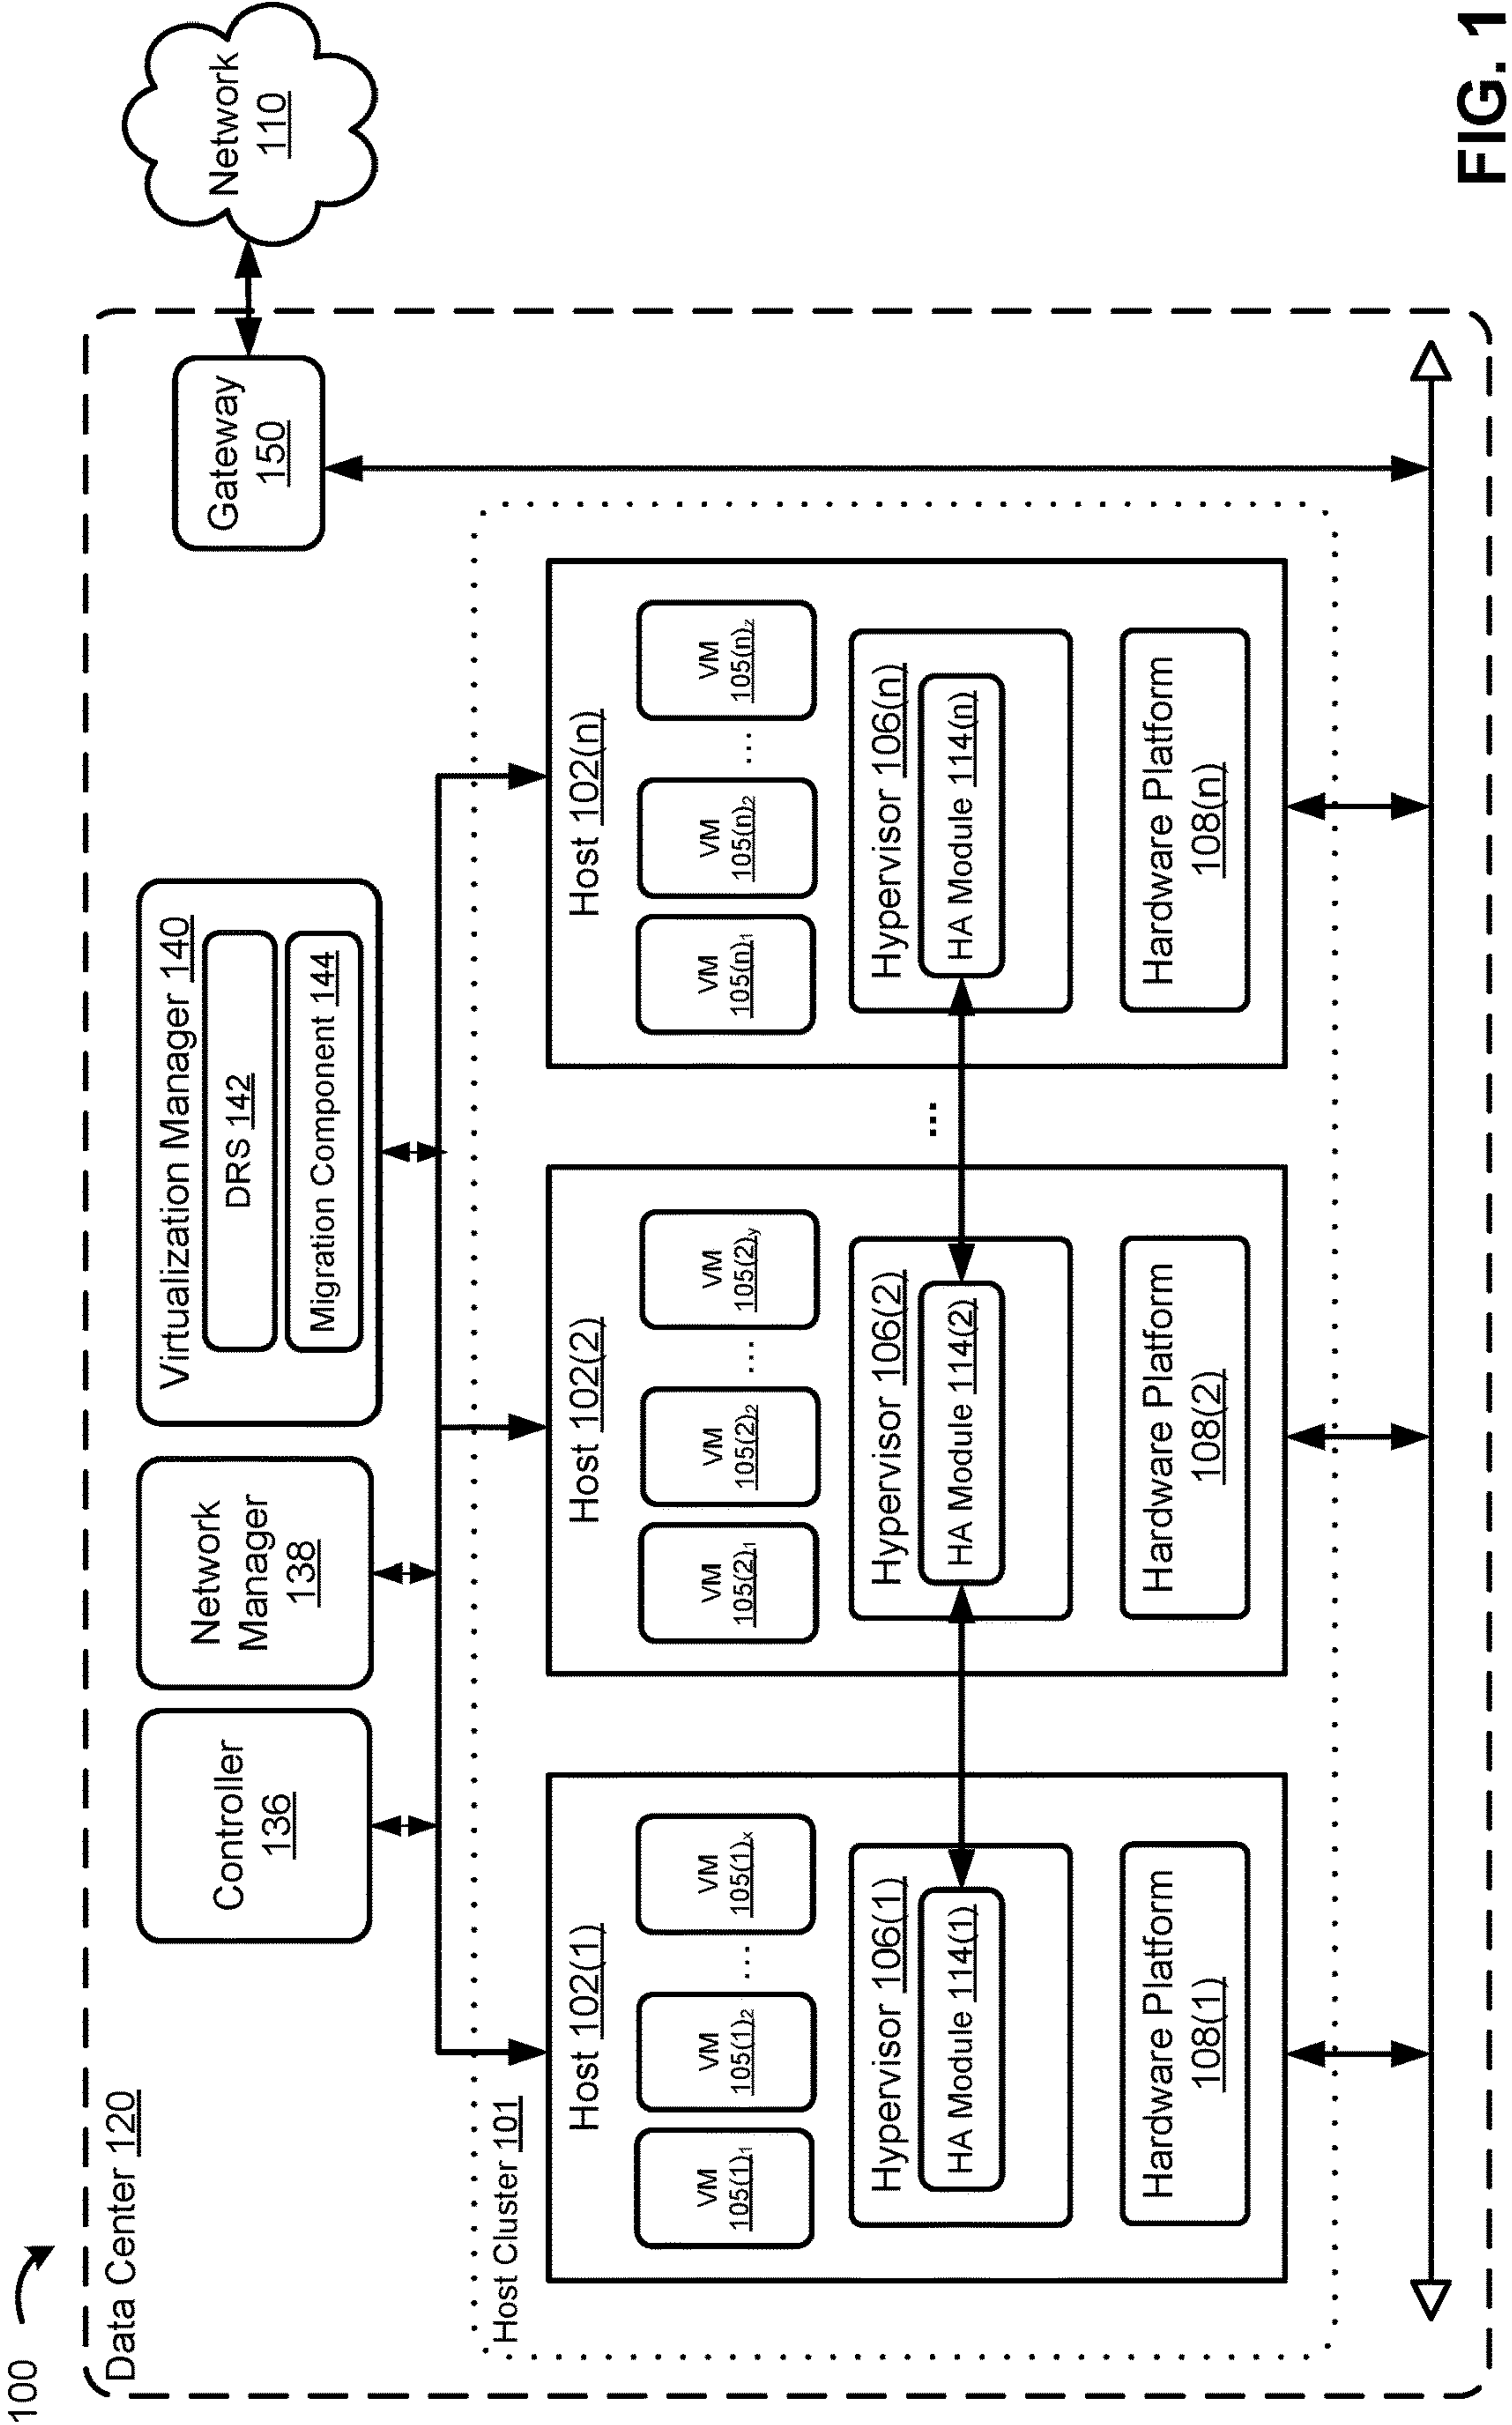 100
Data Center 120
Controller
136
Network
Manager
138
Virtualization Manager 140
DRS 142
Migration Component 144
Gateway
150
Network
110
Host Cluster 101
Host 102(1)
VM
105(1)1
VM
105(1)2
...
VM
105(1)x
Hypervisor 106(1)
HA Module 114(1)
Hardware Platform
108(1)
Host 102(2)
VM
105(2)1
VM
105(2)2
...
VM
105(2)y
Hypervisor 106(2)
HA Module 114(2)
Hardware Platform
108(2)
...
Host 102(n)
VM
105(n)1
VM
105(n)2
...
VM
105(n)z
Hypervisor 106(n)
HA Module 114(n)
Hardware Platform
108(n)
FIG. 1